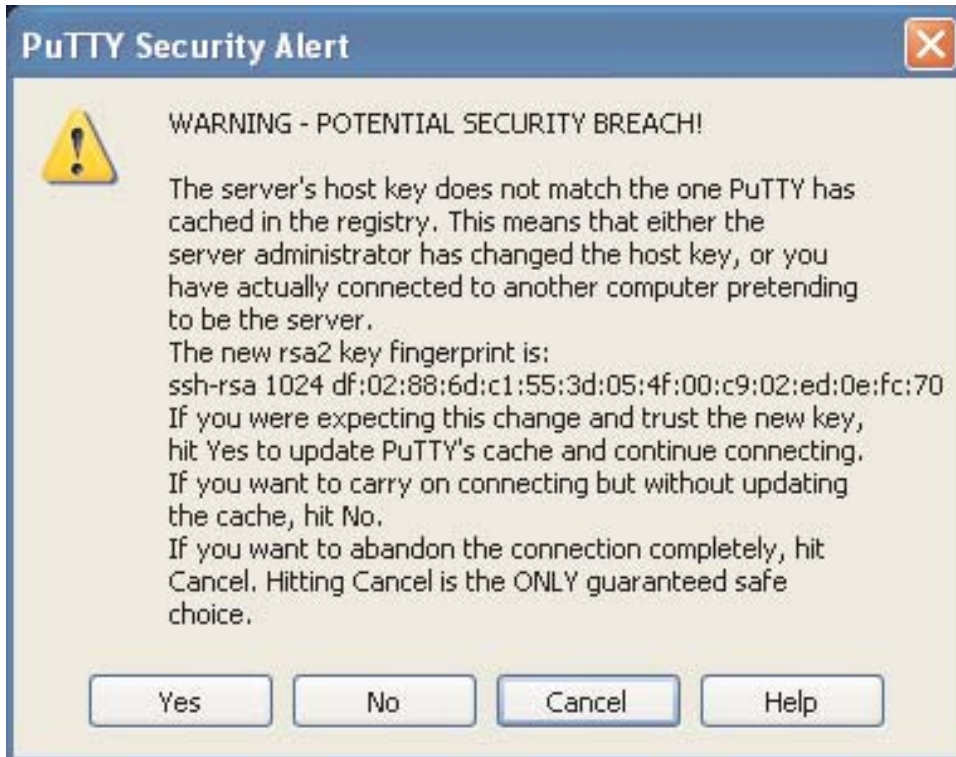 PuTTY Security Alert
WARNING - POTENTIAL SECURITY BREACH!
The server's host key does not match the one PuTTY has
cached in the registry. This means that either the
server administrator has changed the host key, or you
have actually connected to another computer pretending
to be the server.
The new rsa2 key fingerprint is:
ssh-rsa 1024 df:02:88:6d:c1:55:3d:05:4f:00:c9:02:ed:0e:fc:70
If you were expecting this change and trust the new key,
hit Yes to update PuTTY's cache and continue connecting.
If you want to carry on connecting but without updating
the cache, hit No.
If you want to abandon the connection completely, hit
Cancel. Hitting Cancel is the ONLY guaranteed safe
choice.
Yes No Cancel Help